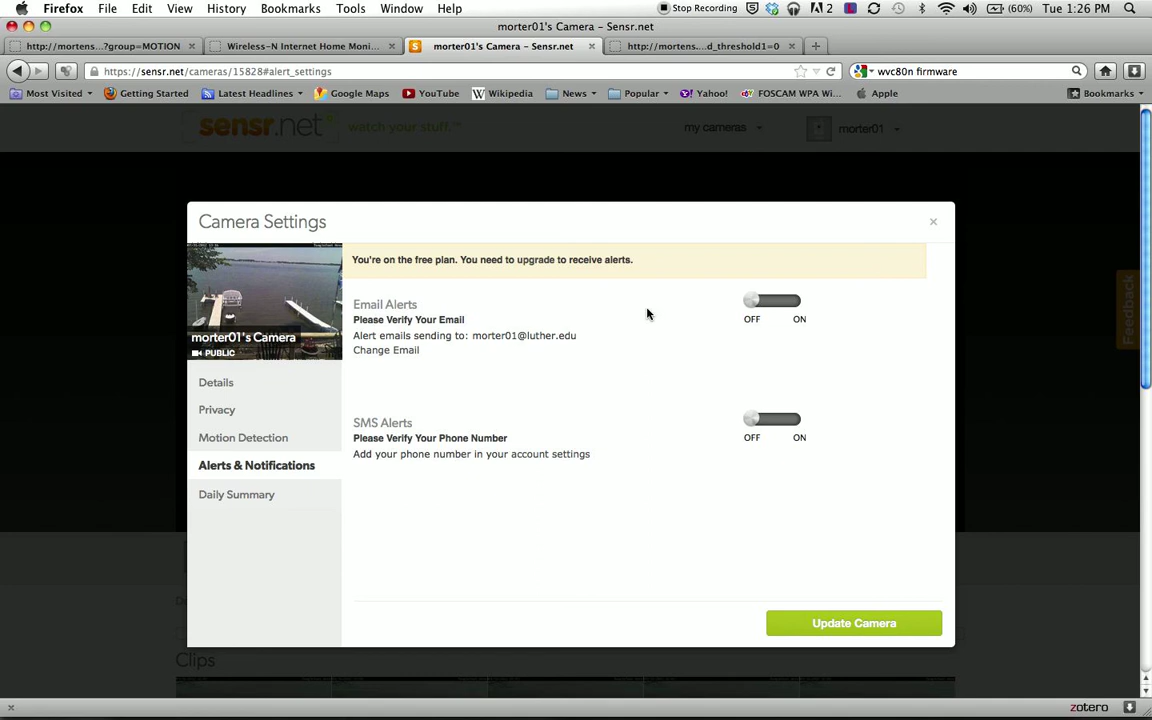 Firefox File Edit View History Bookmarks Tools Window Help Stop Recording 2 (60%) Tue 1:26 PM
morter01's Camera – Sensr.net
http://mortens...?group=MOTION Wireless-N Internet Home Moni... morter01's Camera – Sensr.net http://mortens...d_threshold1=0
https://sensr.net/cameras/15828#alert_settings wvc80n firmware
Most Visited Getting Started Latest Headlines Google Maps YouTube Wikipedia News Popular Yahoo! FOSCAM WPA Wi... Apple Bookmarks
sensr.net watch your stuff.™ my cameras morter01
Camera Settings
You're on the free plan. You need to upgrade to receive alerts.
Email Alerts
Please Verify Your Email
OFF ON
Alert emails sending to: morter01@luther.edu
Change Email
morter01's Camera
PUBLIC
Details
Privacy
Motion Detection
Alerts & Notifications
Daily Summary
SMS Alerts
Please Verify Your Phone Number
OFF ON
Add your phone number in your account settings
Feedback
Update Camera
Clips
zotero